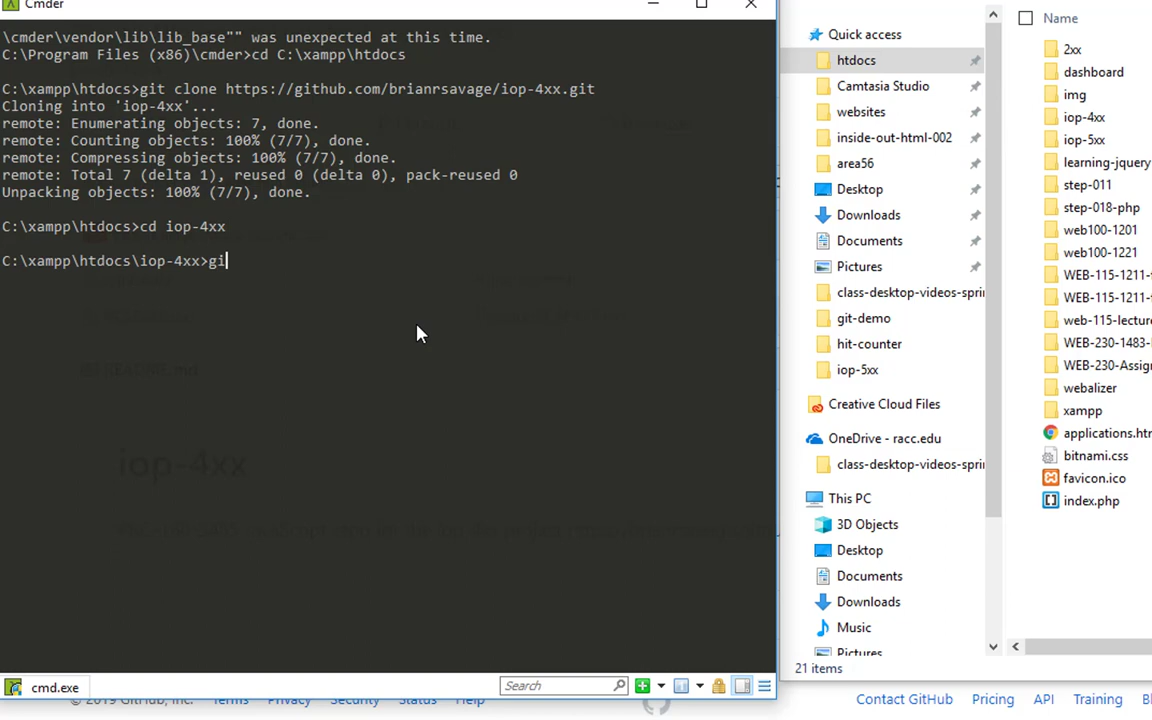 Cmder
\cmder\vendor\lib\lib_base"" was unexpected at this time.
C:\Program Files (x86)\cmder>cd C:\xampp\htdocs
C:\xampp\htdocs>git clone https://github.com/brianrsavage/iop-4xx.git
Cloning into 'iop-4xx'...
remote: Enumerating objects: 7, done.
remote: Counting objects: 100% (7/7), done.
remote: Compressing objects: 100% (7/7), done.
remote: Total 7 (delta 1), reused 0 (delta 0), pack-reused 0
Unpacking objects: 100% (7/7), done.
C:\xampp\htdocs>cd iop-4xx
C:\xampp\htdocs\iop-4xx>gi
README.md
iop-4xx
cmd.exe
Search
© 2019 GitHub, Inc.
Terms
Privacy
Security
Status
Help
Quick access
htdocs
Camtasia Studio
websites
inside-out-html-002
area56
Desktop
Downloads
Documents
Pictures
class-desktop-videos-sprin
git-demo
hit-counter
iop-5xx
Creative Cloud Files
OneDrive - racc.edu
class-desktop-videos-sprin
This PC
3D Objects
Desktop
Documents
Downloads
Music
Pictures
21 items
Name
2xx
dashboard
img
iop-4xx
iop-5xx
learning-jquery
step-011
step-018-php
web100-1201
web100-1221
WEB-115-1211-
WEB-115-1211-
web-115-lecture
WEB-230-1483-
WEB-230-Assig
webalizer
xampp
applications.htm
bitnami.css
favicon.ico
index.php
Contact GitHub
Pricing
API
Training